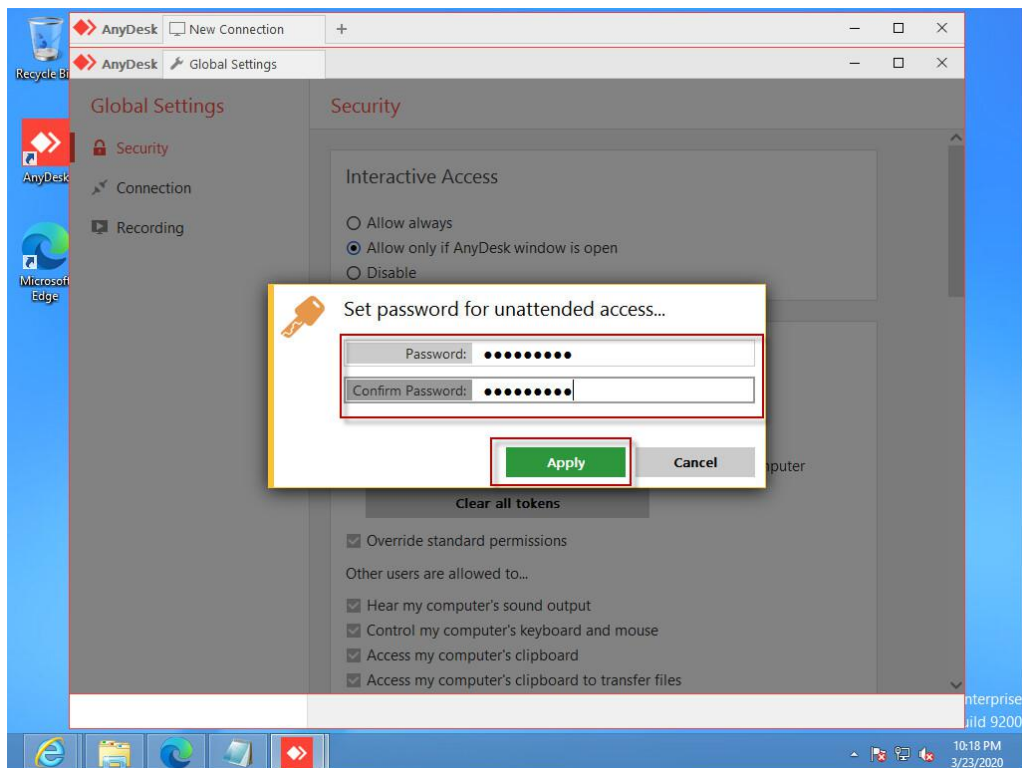 AnyDesk New Connection +
AnyDesk Global Settings
Recycle Bi
AnyDesk
Microsoft
Edge
Global Settings
Security
Connection
Recording
Security
Interactive Access
Allow always
Allow only if AnyDesk window is open
Disable
Set password for unattended access...
Password: ●●●●●●●●●
Confirm Password: ●●●●●●●●●
Apply Cancel
nputer
Clear all tokens
Override standard permissions
Other users are allowed to...
Hear my computer's sound output
Control my computer's keyboard and mouse
Access my computer's clipboard
Access my computer's clipboard to transfer files
nterprise
uild 9200
10:18 PM
3/23/2020